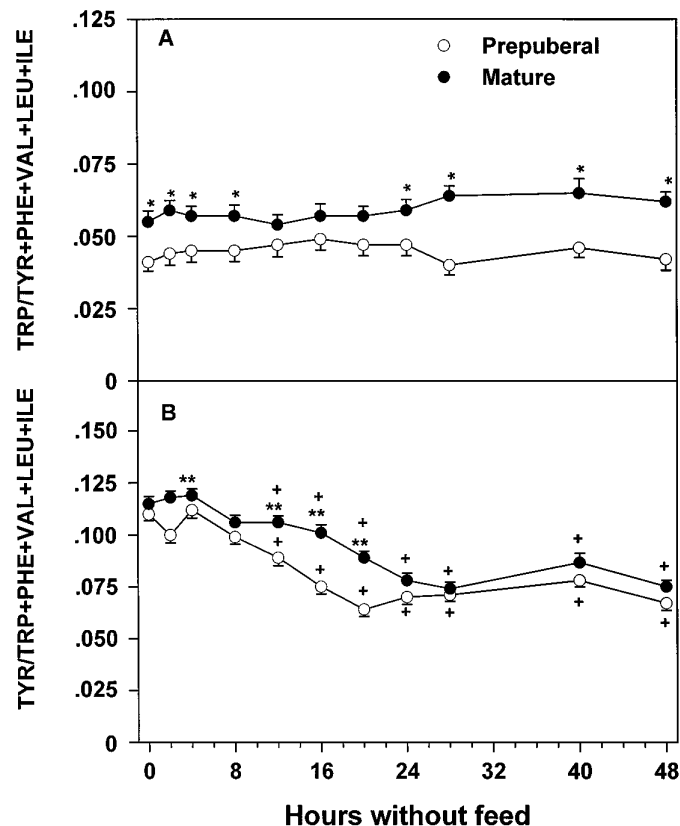 A
Prepuberal
Mature
TRP/TYR+PHE+VAL+LEU+ILE
.125
.100
.075
.050
.025
0
* * * * * * * *
B
TYR/TRP+PHE+VAL+LEU+ILE
.150
.125
.100
.075
.050
.025
0
** ** ** **
+ + + + + + +
+ + + + + + +
0 8 16 24 32 40 48
Hours without feed